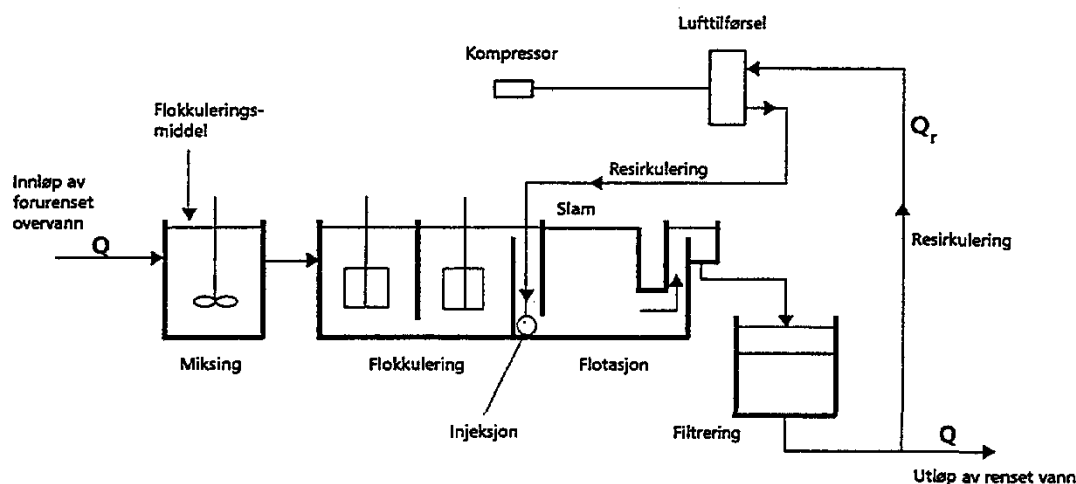 Lufttilførsel
Kompressor
Flokkulerings-
middel
Q_r
Innløp av
forurenset
overvann
Resirkulering
Slam
Q
Resirkulering
Miksing
Flokkulering
Flotasjon
Injeksjon
Filtrering
Q
Utløp av renset vann